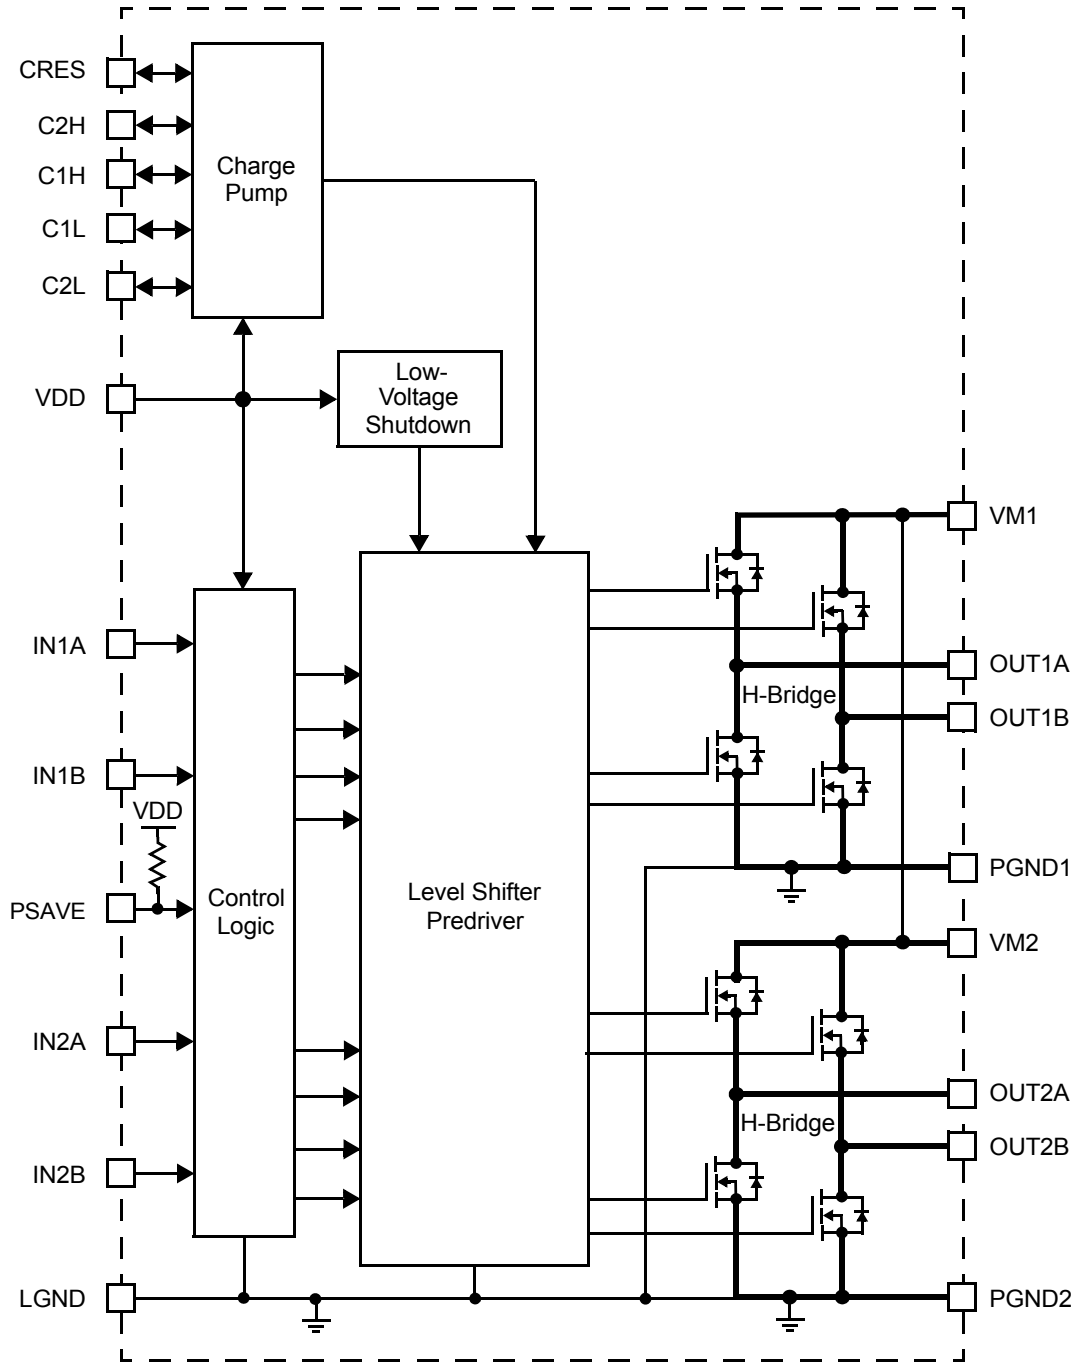 CRES
C2H
C1H
C1L
C2L
Charge
Pump
VDD
Low-
Voltage
Shutdown
VM1
IN1A
OUT1A
H-Bridge
OUT1B
IN1B
VDD
PGND1
PSAVE
Control
Logic
Level Shifter
Predriver
VM2
IN2A
OUT2A
H-Bridge
OUT2B
IN2B
LGND
PGND2